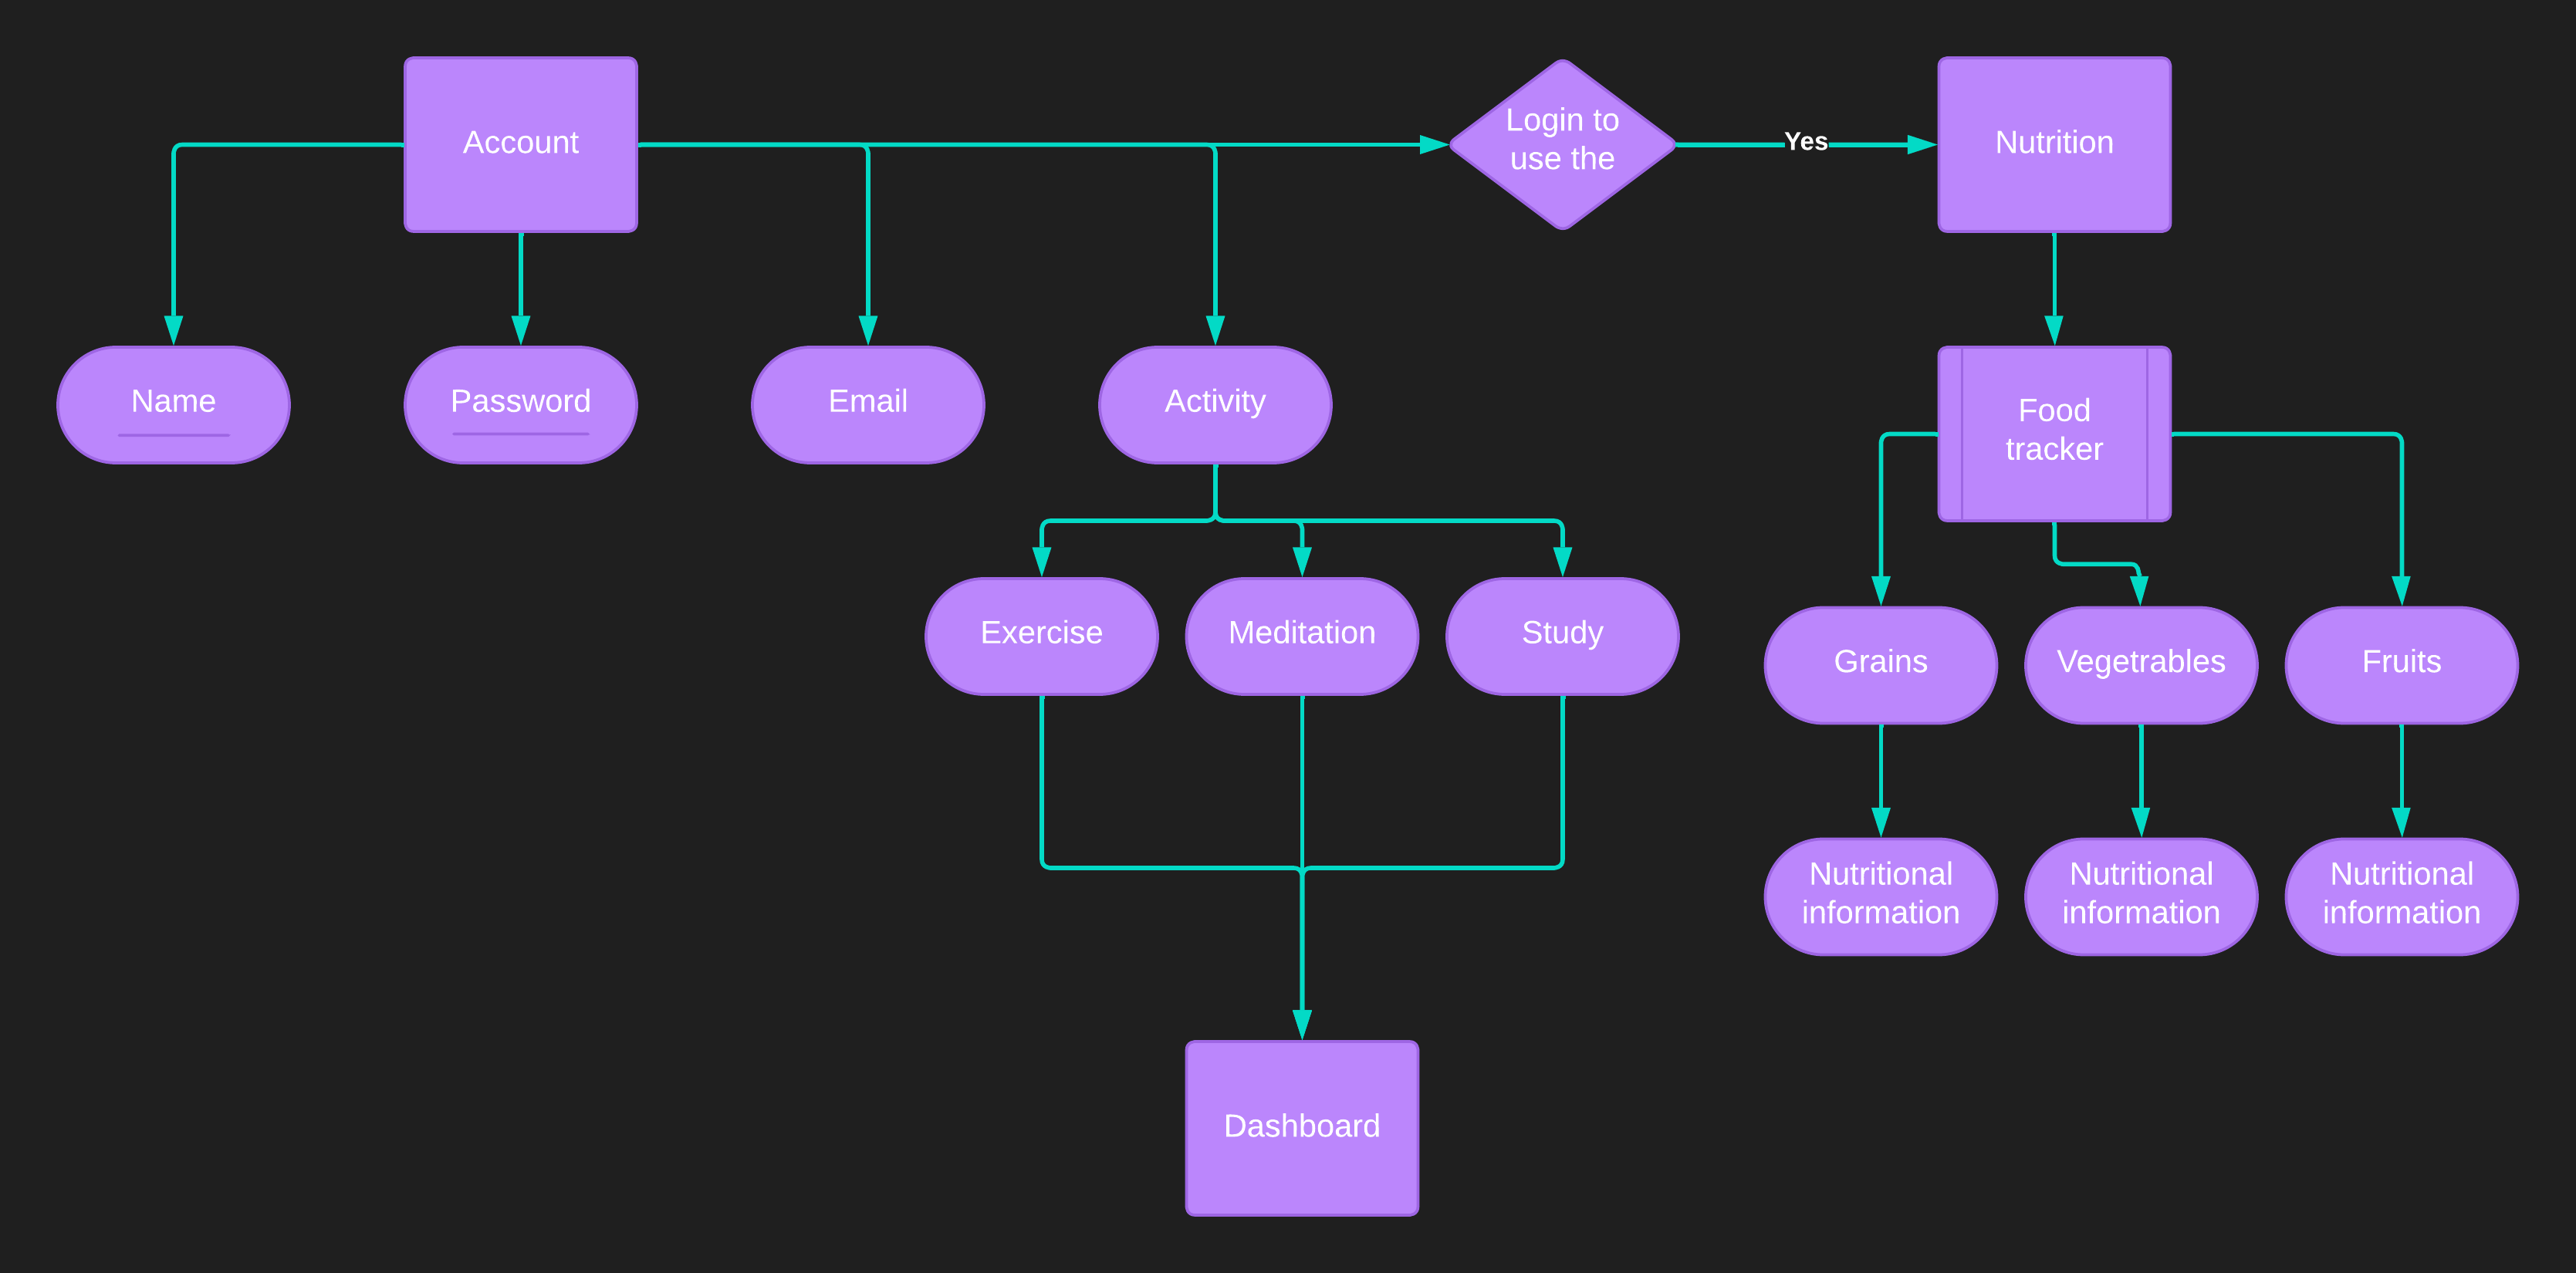 Account
Login to
use the
Yes
Nutrition
Name
Password
Email
Activity
Food
tracker
Exercise
Meditation
Study
Grains
Vegetrables
Fruits
Nutritional
information
Nutritional
information
Nutritional
information
Dashboard